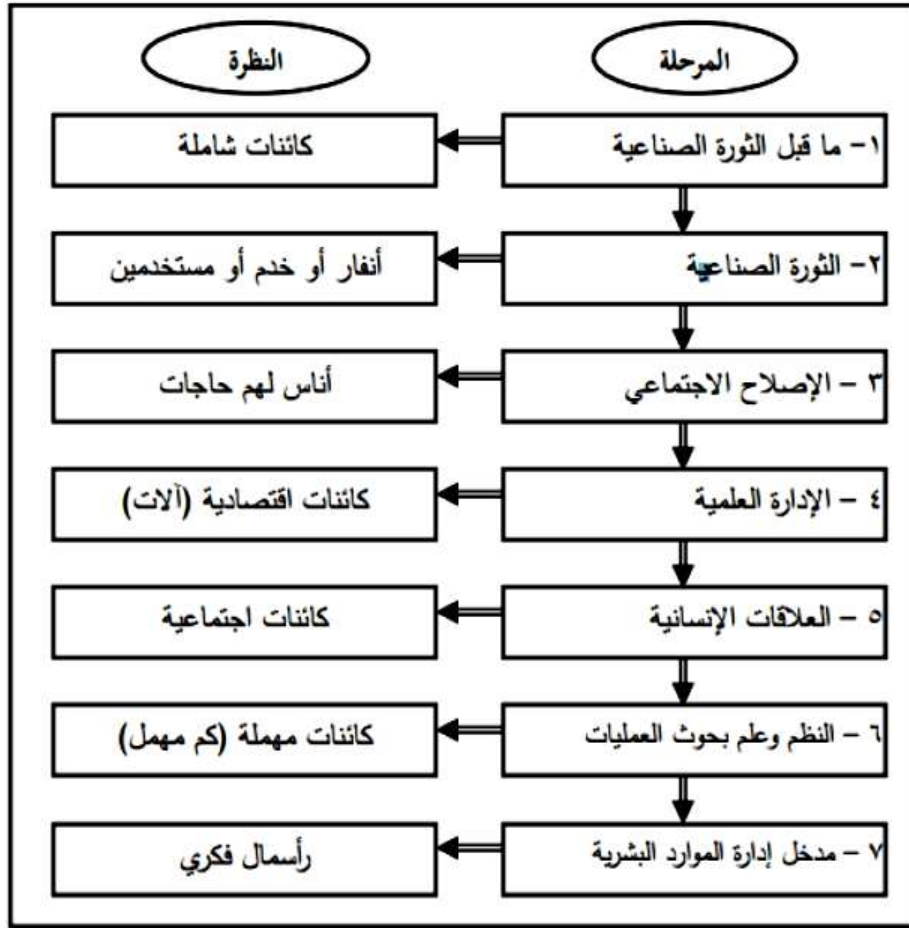 المرحلة
النظرة
١- ما قبل الثورة الصناعية
كائنات شاملة
٢- الثورة الصناعية
أنفار أو خدم أو مستخدمين
٣ - الإصلاح الاجتماعي
أناس لهم حاجات
٤ - الإدارة العلمية
كائنات اقتصادية (آلات)
٥ - العلاقات الإنسانية
كائنات اجتماعية
٦ - النظم وعلم بحوث العمليات
كائنات مهملة (كم مهمل)
٧ - مدخل إدارة الموارد البشرية
رأسمال فكري